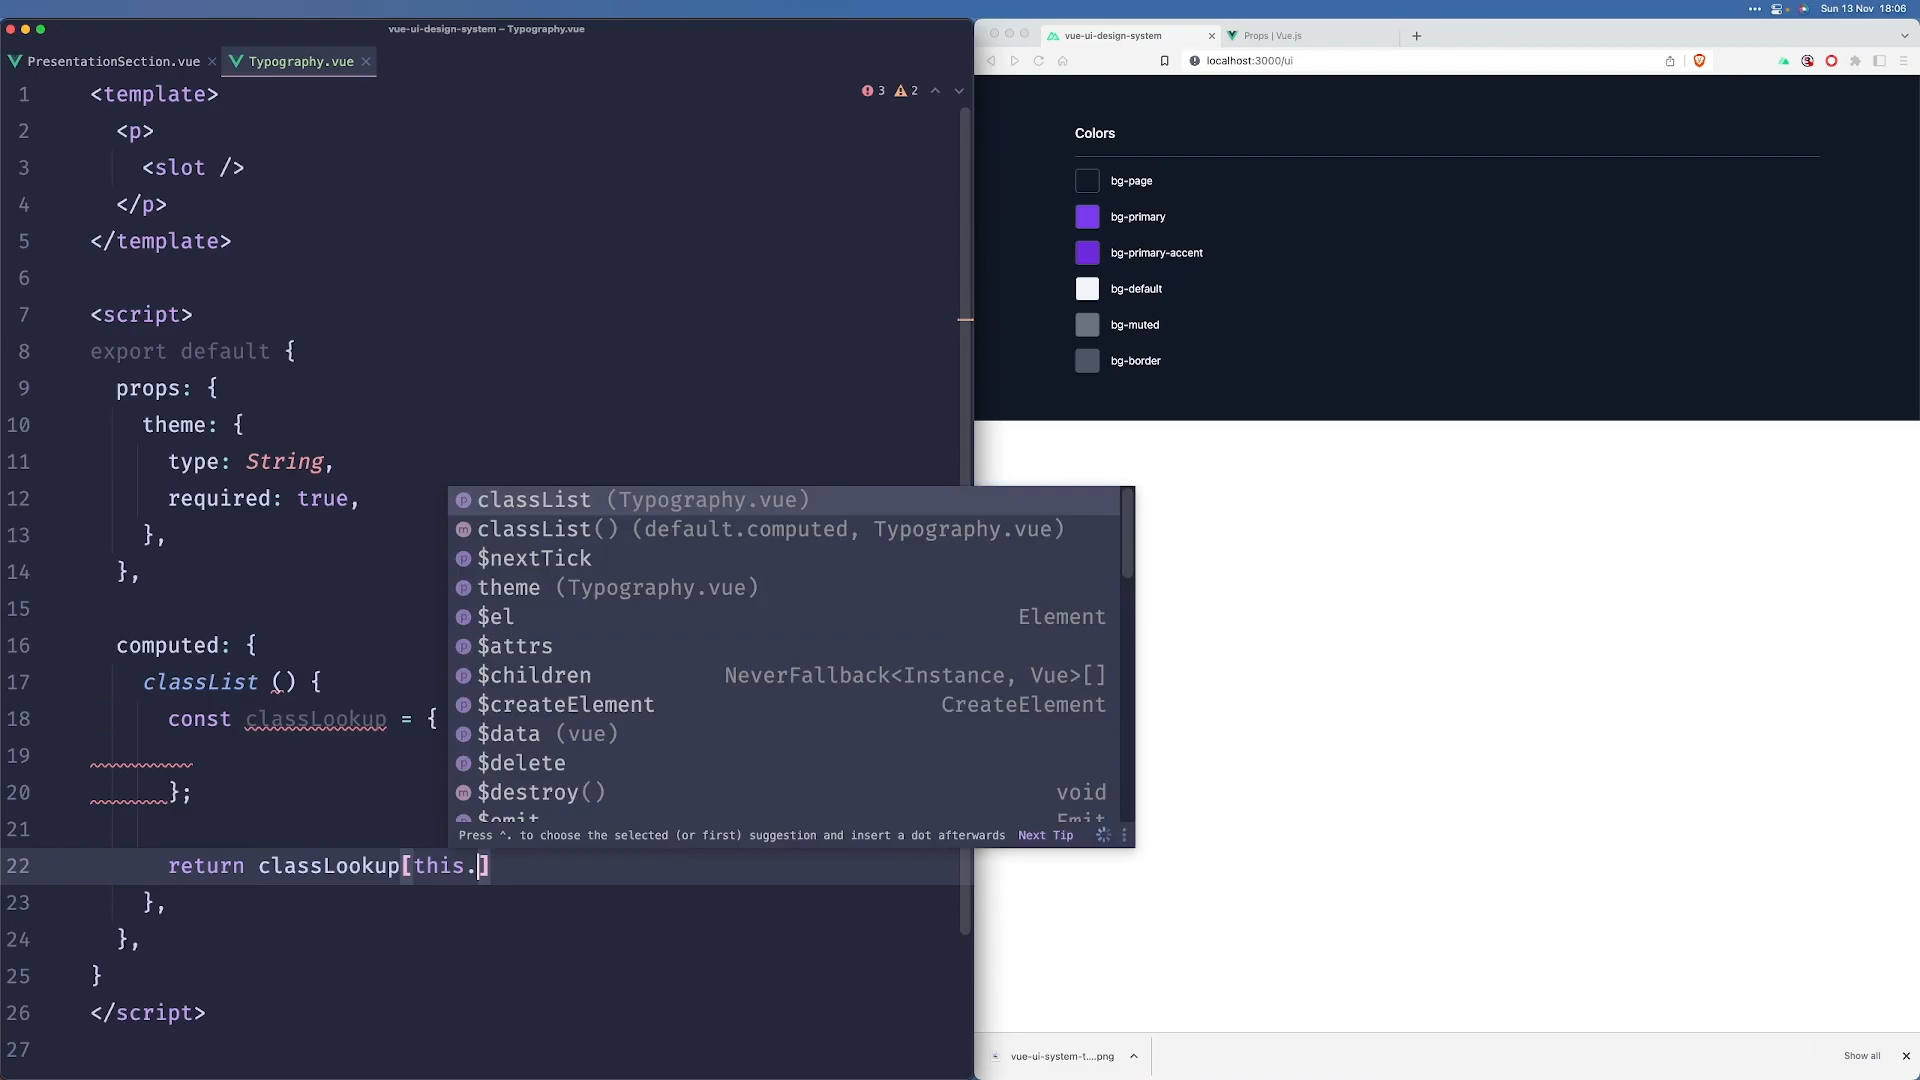 Sun 13 Nov 18:06
vue-ui-design-system – Typography.vue
PresentationSection.vue
Typography.vue
3 2
1 <template>
2 <p>
3 <slot />
4 </p>
5 </template>
6
7 <script>
8 export default {
9 props: {
10 theme: {
11 type: String,
12 required: true,
13 },
14 },
15
16 computed: {
17 classList () {
18 const classLookup = {
19
20 };
21
22 return classLookup[this.]
23 },
24 },
25 }
26 </script>
27
classList (Typography.vue)
classList() (default.computed, Typography.vue)
$nextTick
theme (Typography.vue)
$el Element
$attrs
$children NeverFallback<Instance, Vue>[]
$createElement CreateElement
$data (vue)
$delete
$destroy() void
$emit Emit
Press ^. to choose the selected (or first) suggestion and insert a dot afterwards Next Tip
vue-ui-design-system
Props | Vue.js
localhost:3000/ui
Colors
bg-page
bg-primary
bg-primary-accent
bg-default
bg-muted
bg-border
vue-ui-system-t....png
Show all